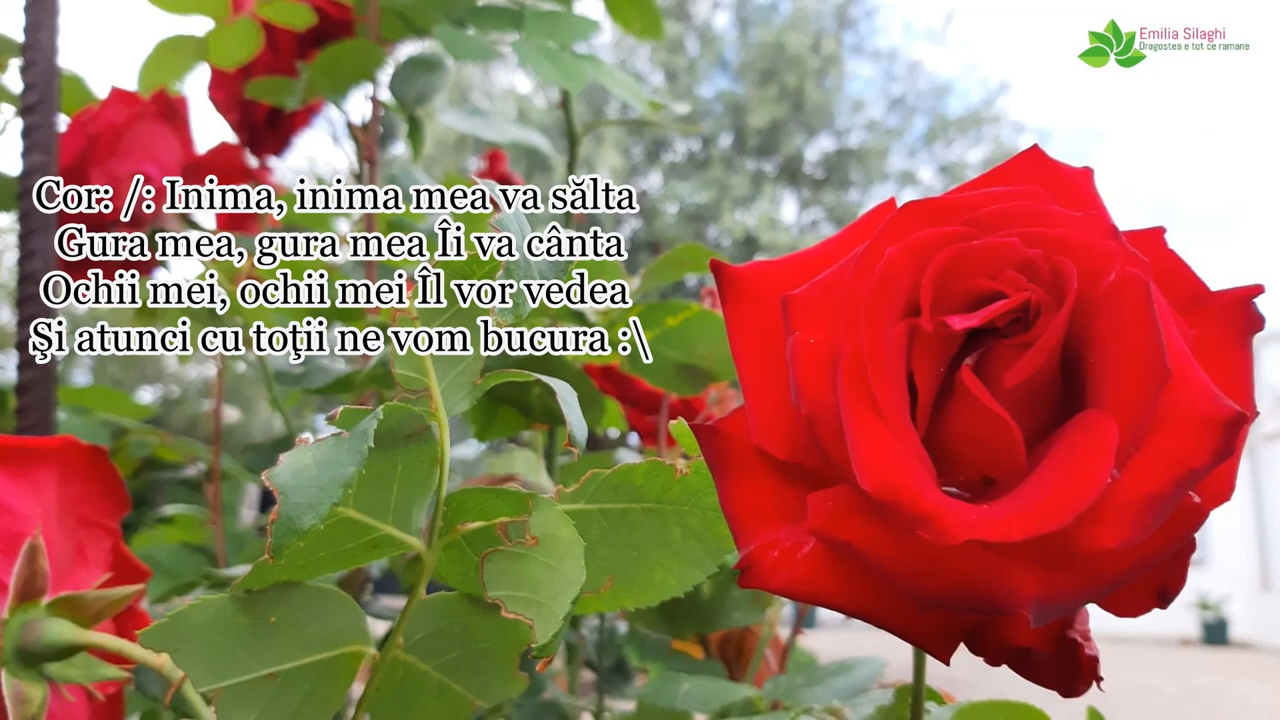 Emilia Silaghi
Dragostea e tot ce ramane
Cor: /: Inima, inima mea va sălta
Gura mea, gura mea Îi va cânta
Ochii mei, ochii mei Îl vor vedea
Şi atunci cu toţii ne vom bucura :\